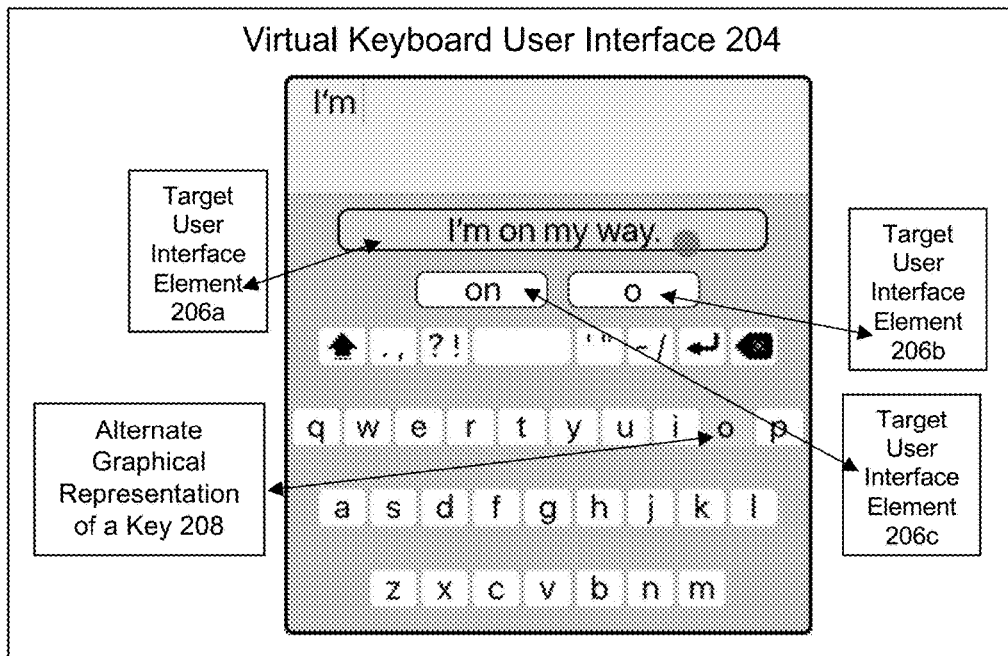 Virtual Keyboard User Interface 204
I'm
Target
User
Interface
Element
206a
I'm on my way.
on o
Target
User
Interface
Element
206b
. , ? ! ' " ~ /
Alternate
Graphical
Representation
of a Key 208
q w e r t y u i o p
a s d f g h j k l
z x c v b n m
Target
User
Interface
Element
206c